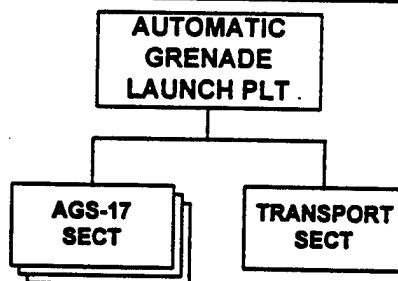 AUTOMATIC
GRENADE
LAUNCH PLT
AGS-17
SECT
TRANSPORT
SECT